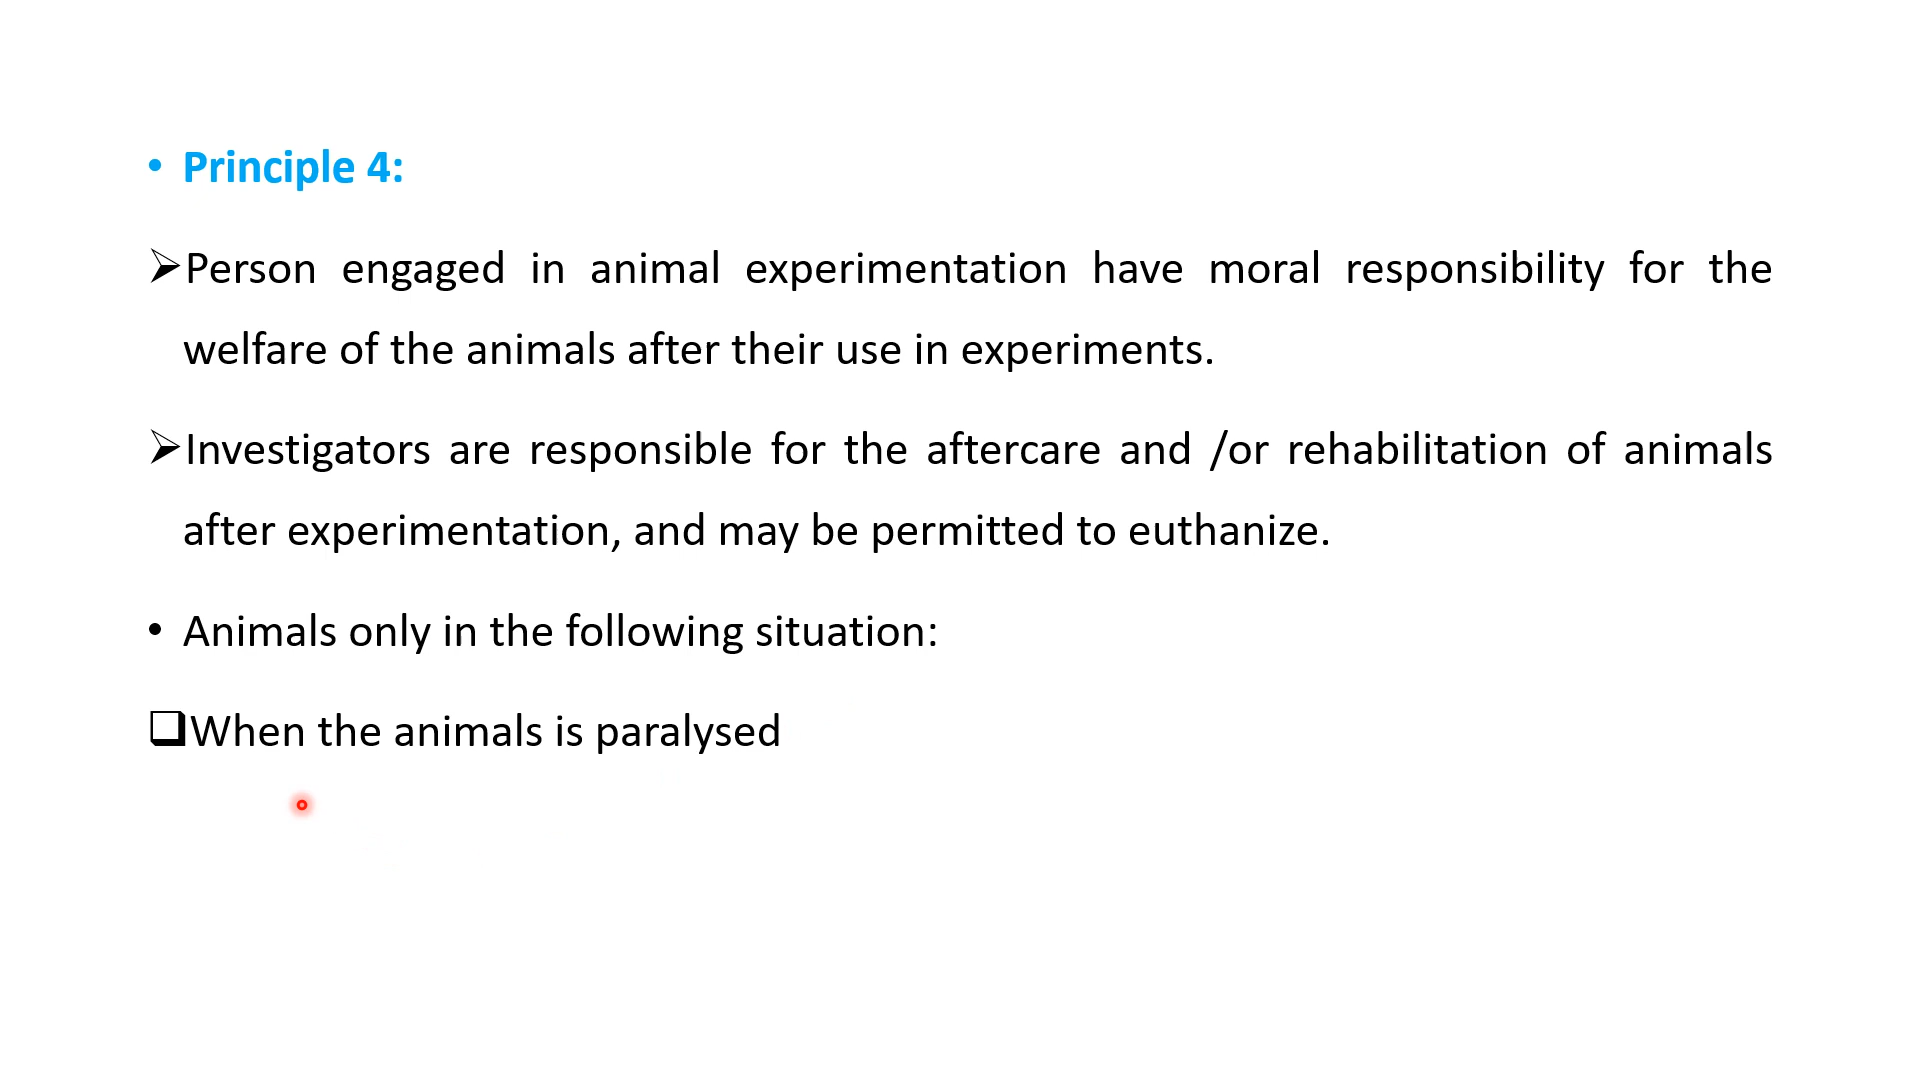 • Principle 4:
➢Person engaged in animal experimentation have moral responsibility for the
welfare of the animals after their use in experiments.
➢Investigators are responsible for the aftercare and /or rehabilitation of animals
after experimentation, and may be permitted to euthanize.
• Animals only in the following situation:
❑When the animals is paralysed